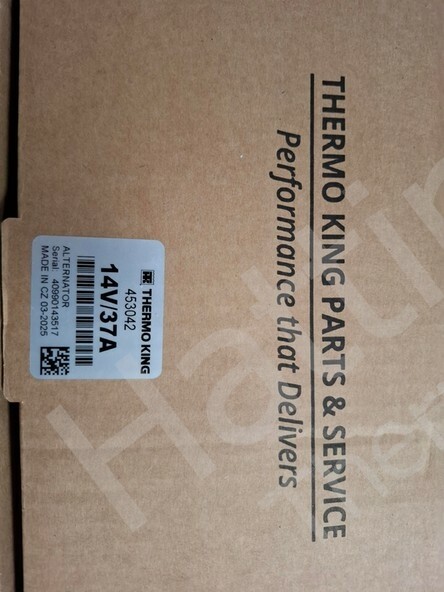 THERMO KING PARTS & SERVICE
Performance that Delivers
THERMO KING
453042
14V/37A
ALTERNATOR
Serial: 40990143517
MADE IN CZ 03-2025